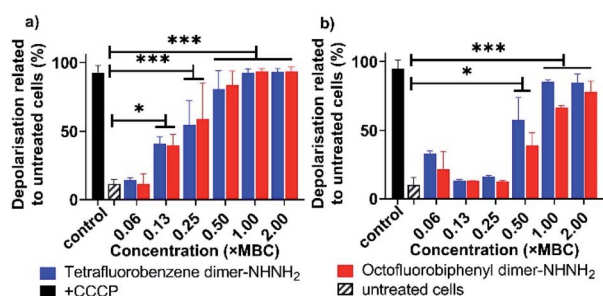 a)
Depolarisation related
to untreated cells (%)
100
50
0
***
***
*
control
0.06
0.13
0.25
0.50
1.00
2.00
Concentration (×MBC)
b)
Depolarisation related
to untreated cells (%)
100
50
0
***
*
control
0.06
0.13
0.25
0.50
1.00
2.00
Concentration (×MBC)
Tetrafluorobenzene dimer-NHNH₂
Octofluorobiphenyl dimer-NHNH₂
+CCCP
untreated cells